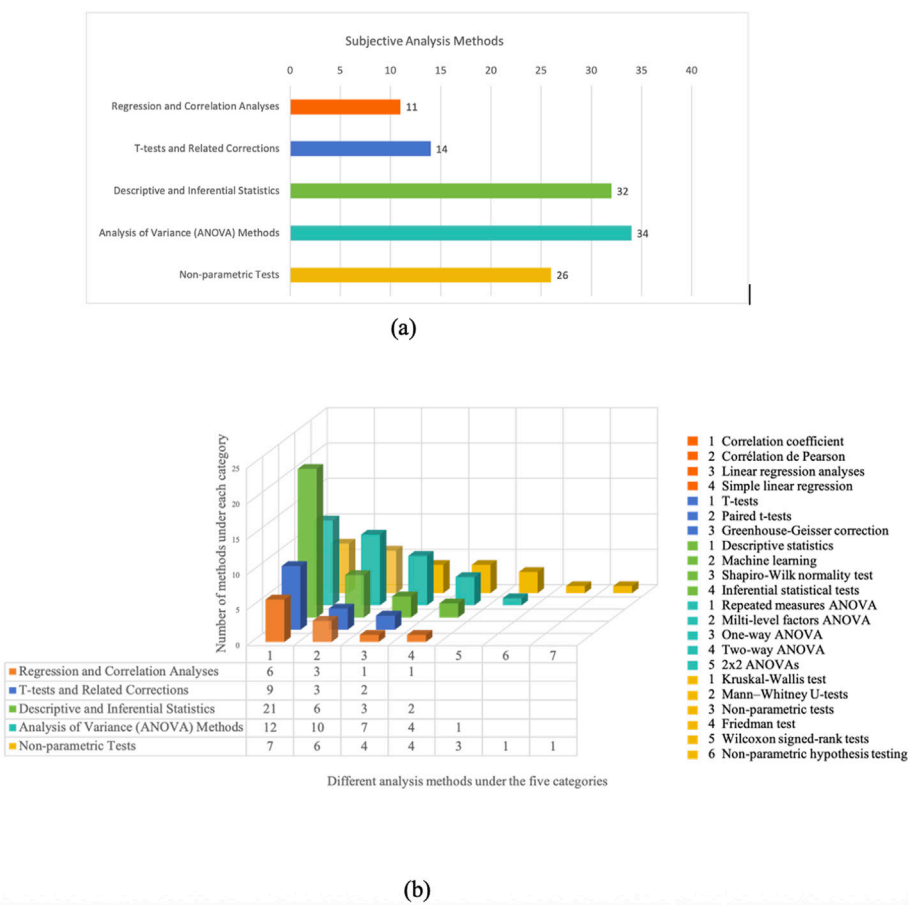 Subjective Analysis Methods
0 5 10 15 20 25 30 35 40
Regression and Correlation Analyses 11
T-tests and Related Corrections 14
Descriptive and Inferential Statistics 32
Analysis of Variance (ANOVA) Methods 34
Non-parametric Tests 26
(a)
Number of methods under each category
25
20
15
10
5
0
1 2 3 4 5 6 7
Regression and Correlation Analyses 6 3 1 1
T-tests and Related Corrections 9 3 2
Descriptive and Inferential Statistics 21 6 3 2
Analysis of Variance (ANOVA) Methods 12 10 7 4 1
Non-parametric Tests 7 6 4 4 3 1 1
Different analysis methods under the five categories
1 Correlation coefficient
2 Corrélation de Pearson
3 Linear regression analyses
4 Simple linear regression
1 T-tests
2 Paired t-tests
3 Greenhouse-Geisser correction
1 Descriptive statistics
2 Machine learning
3 Shapiro-Wilk normality test
4 Inferential statistical tests
1 Repeated measures ANOVA
2 Milti-level factors ANOVA
3 One-way ANOVA
4 Two-way ANOVA
5 2x2 ANOVAs
1 Kruskal-Wallis test
2 Mann–Whitney U-tests
3 Non-parametric tests
4 Friedman test
5 Wilcoxon signed-rank tests
6 Non-parametric hypothesis testing
(b)